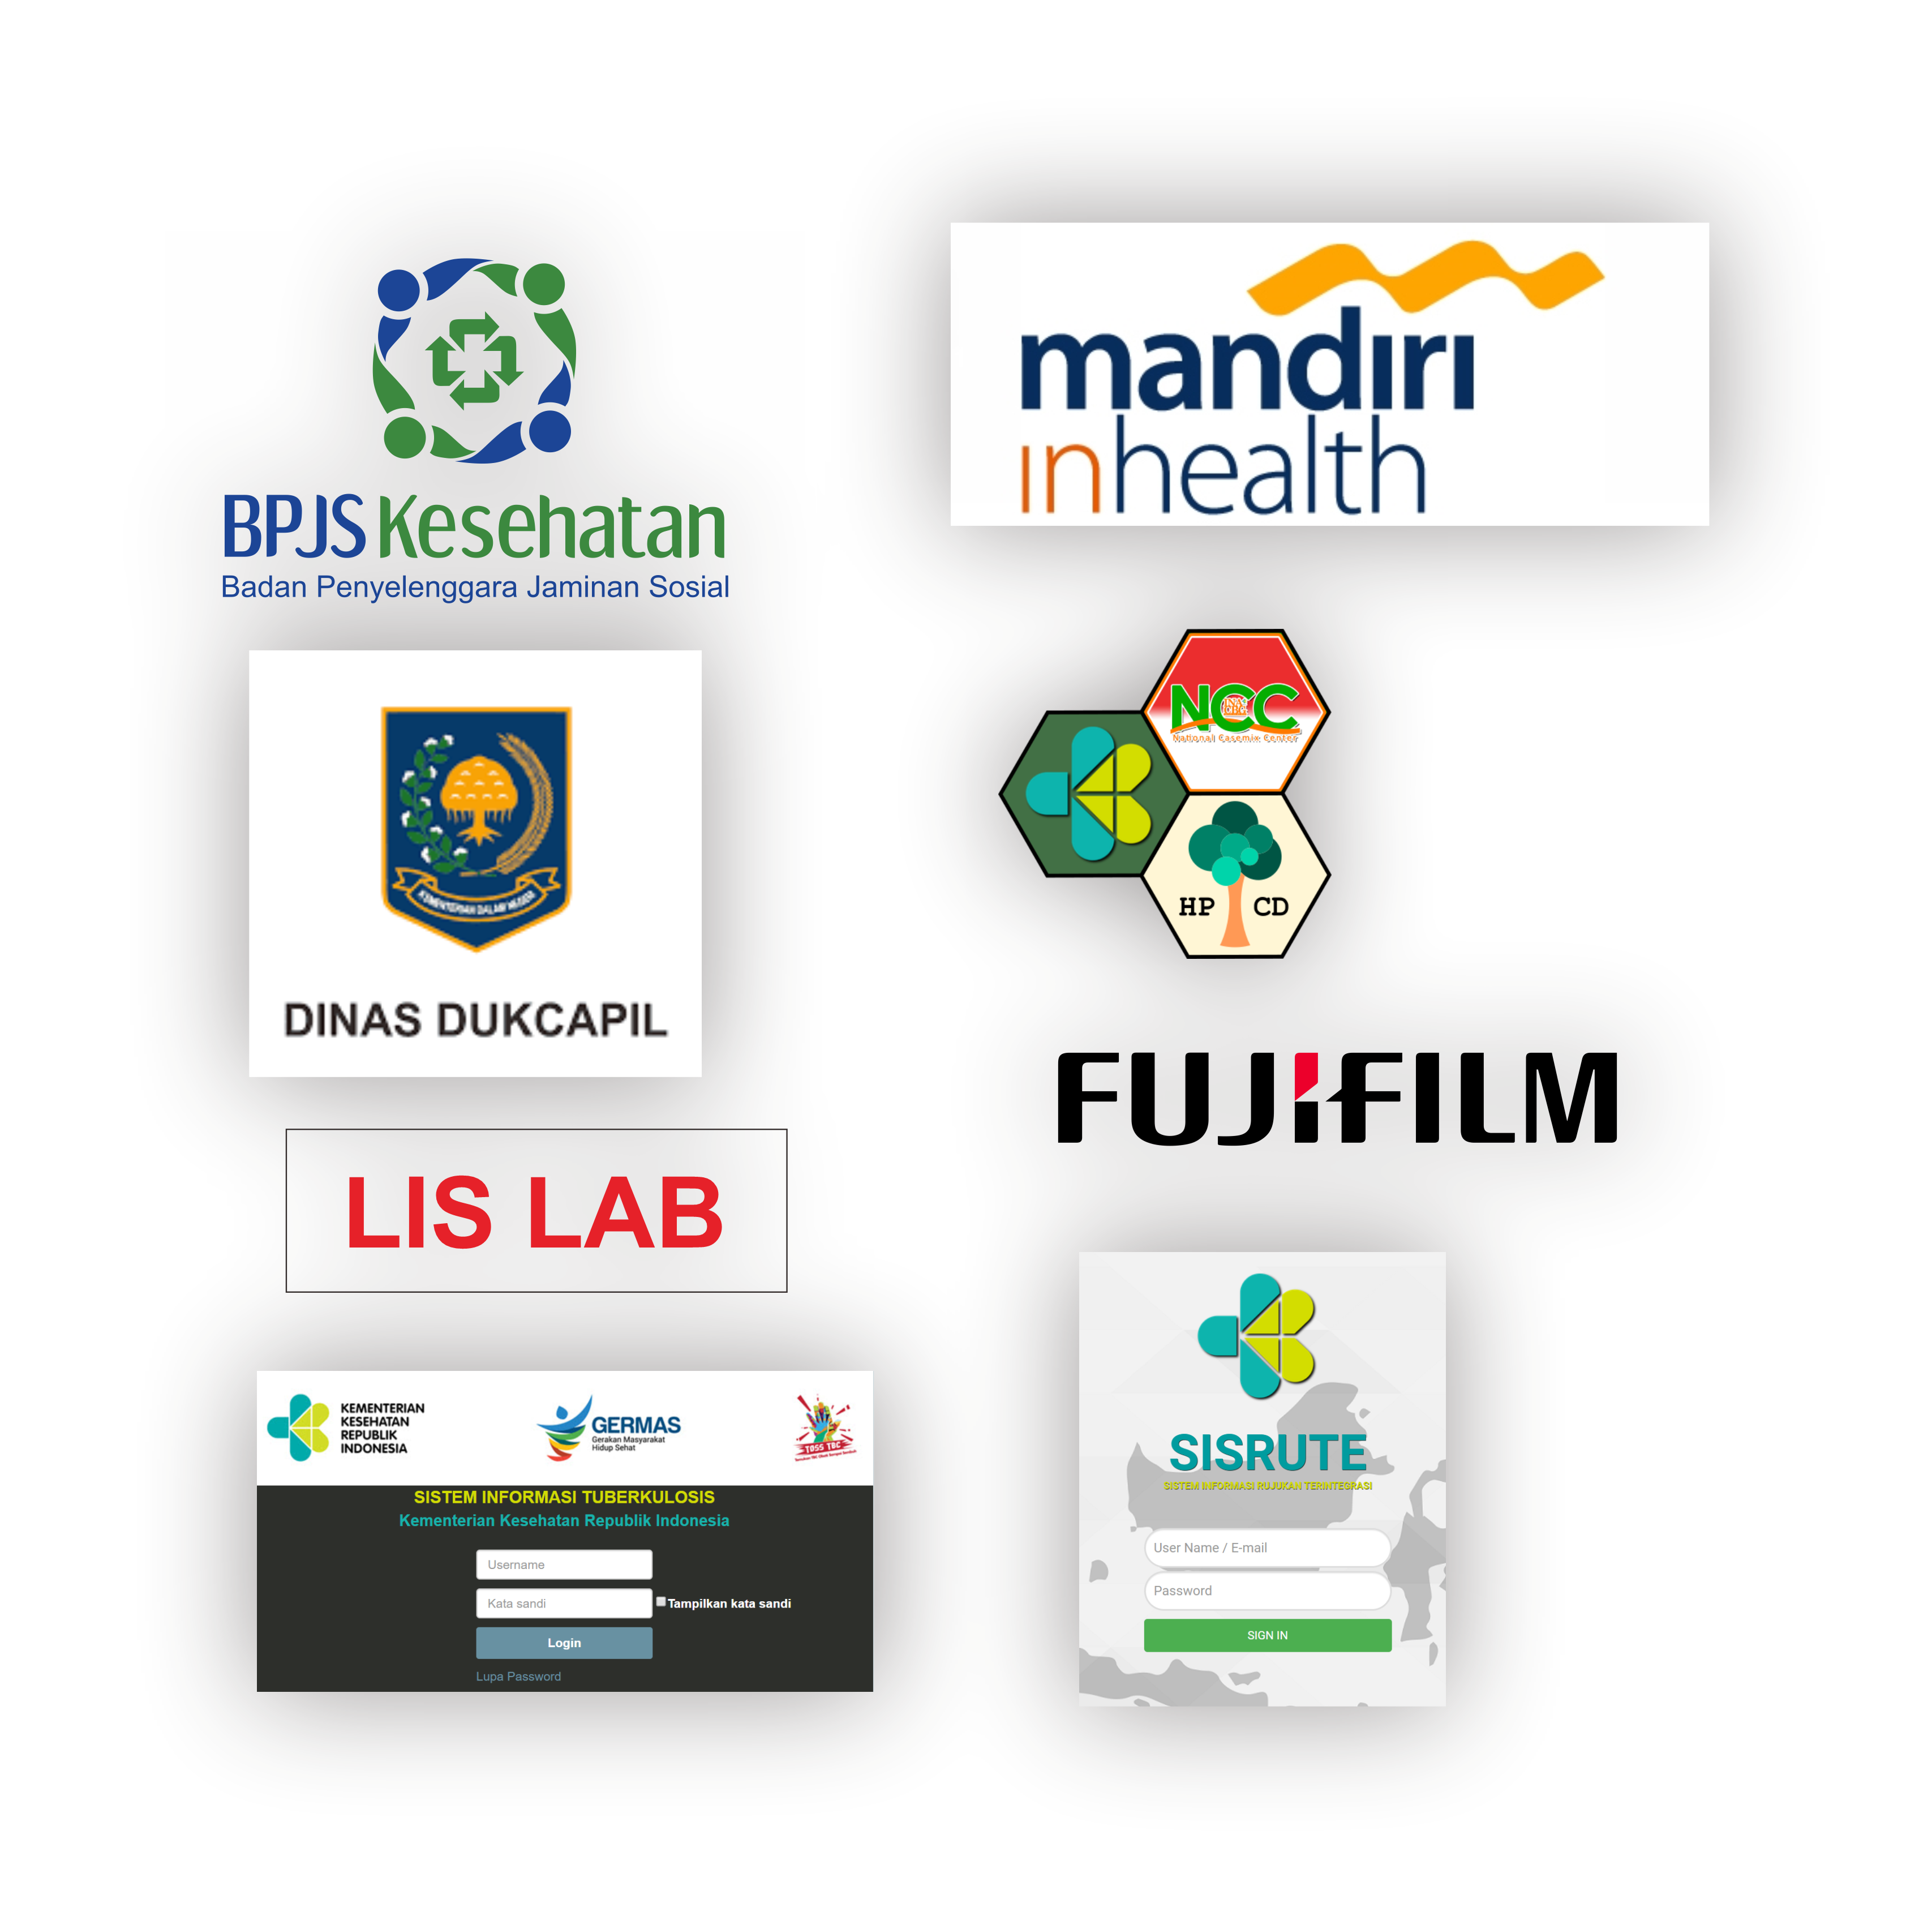 BPJS Kesehatan
Badan Penyelenggara Jaminan Sosial
mandiri
inhealth
KEMENTERIAN DALAM NEGERI
DINAS DUKCAPIL
NCC
National Casemix Center
HP CD
FUJIFILM
LIS LAB
KEMENTERIAN
KESEHATAN
REPUBLIK
INDONESIA
GERMAS
Gerakan Masyarakat
Hidup Sehat
TOSS TBC
SISTEM INFORMASI TUBERKULOSIS
Kementerian Kesehatan Republik Indonesia
Username
Kata sandi
Tampilkan kata sandi
Login
Lupa Password
SISRUTE
SISTEM INFORMASI RUJUKAN TERINTEGRASI
User Name / E-mail
Password
SIGN IN